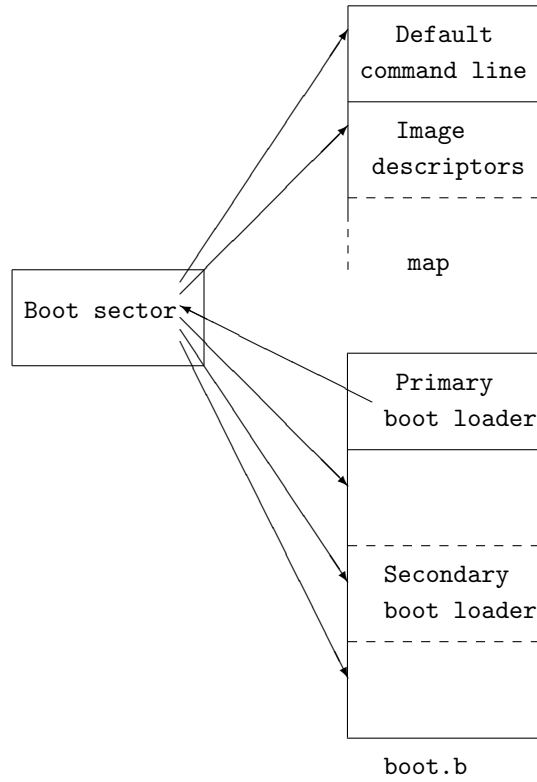 Default
command line
Image
descriptors
map
Boot sector
Primary
boot loader
Secondary
boot loader
boot.b